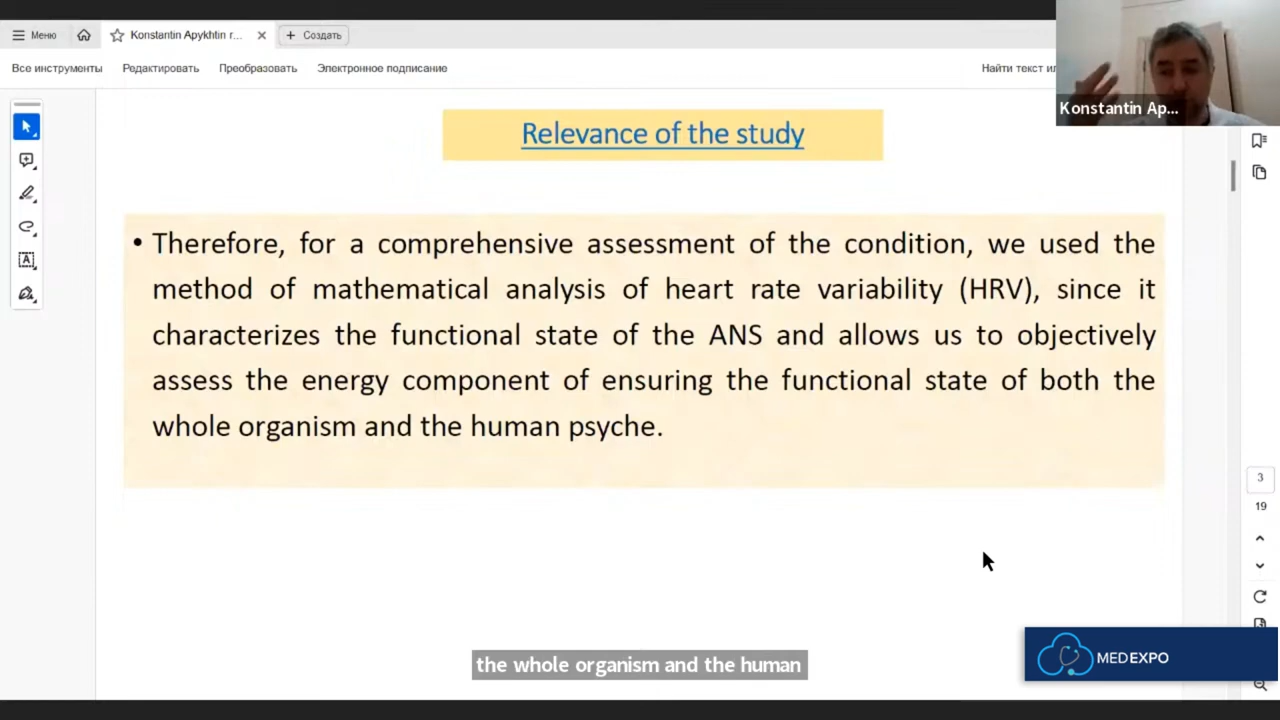 Меню
Konstantin Apykhtin r...
Создать
Все инструменты
Редактировать
Преобразовать
Электронное подписание
Найти текст ил
Konstantin Ap...
Relevance of the study
• Therefore, for a comprehensive assessment of the condition, we used the
method of mathematical analysis of heart rate variability (HRV), since it
characterizes the functional state of the ANS and allows us to objectively
assess the energy component of ensuring the functional state of both the
whole organism and the human psyche.
3
19
the whole organism and the human
MEDEXPO